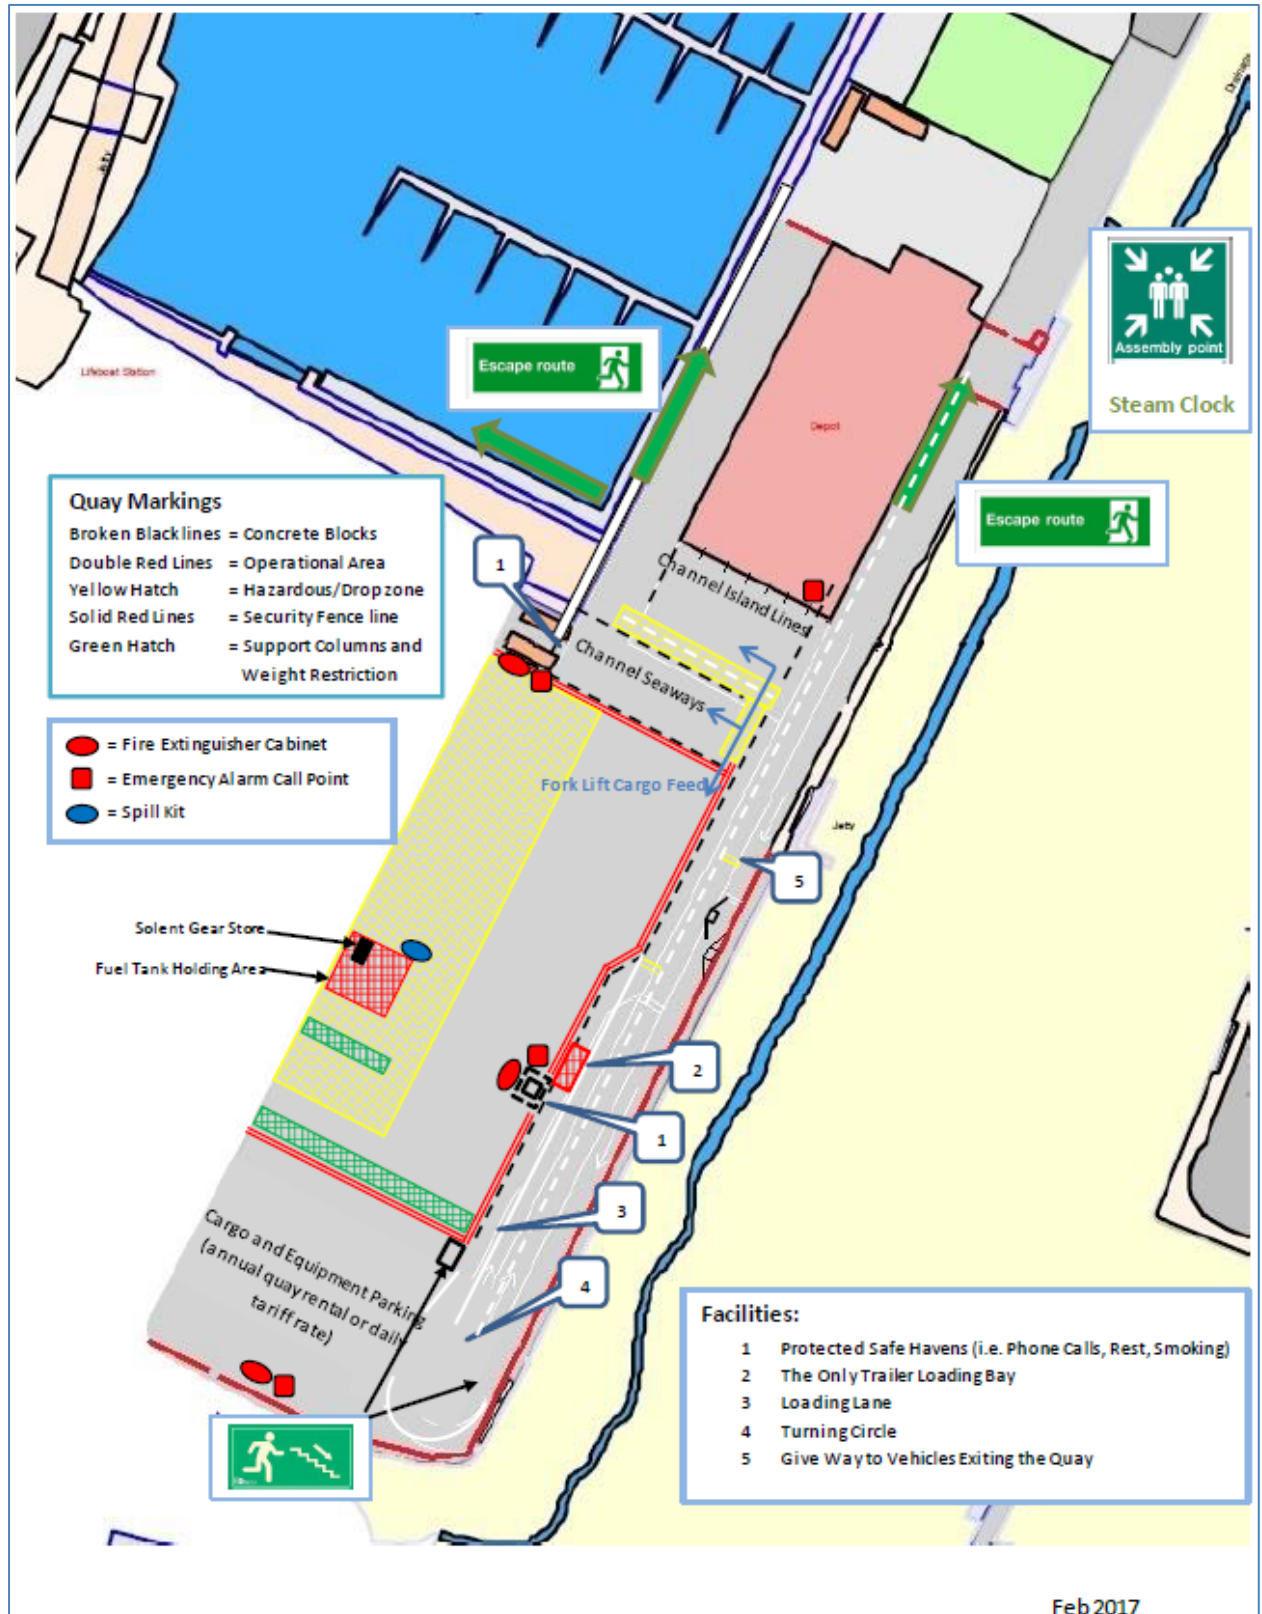 Drainage
Jetty
Assembly point
Steam Clock
Escape route
Lifeboat Station
Depot
Escape route
Quay Markings
Broken Black lines = Concrete Blocks
Double Red Lines = Operational Area
Yellow Hatch = Hazardous/Drop zone
Solid Red Lines = Security Fence line
Green Hatch = Support Columns and
Weight Restriction
1
Channel Island Lines
Channel Seaways
= Fire Extinguisher Cabinet
= Emergency Alarm Call Point
= Spill Kit
Fork Lift Cargo Feed
Jetty
5
Solent Gear Store
Fuel Tank Holding Area
2
1
3
4
Cargo and Equipment Parking
(annual quay rental or daily
tariff rate)
Facilities:
1 Protected Safe Havens (i.e. Phone Calls, Rest, Smoking)
2 The Only Trailer Loading Bay
3 Loading Lane
4 Turning Circle
5 Give Way to Vehicles Exiting the Quay
Feb 2017